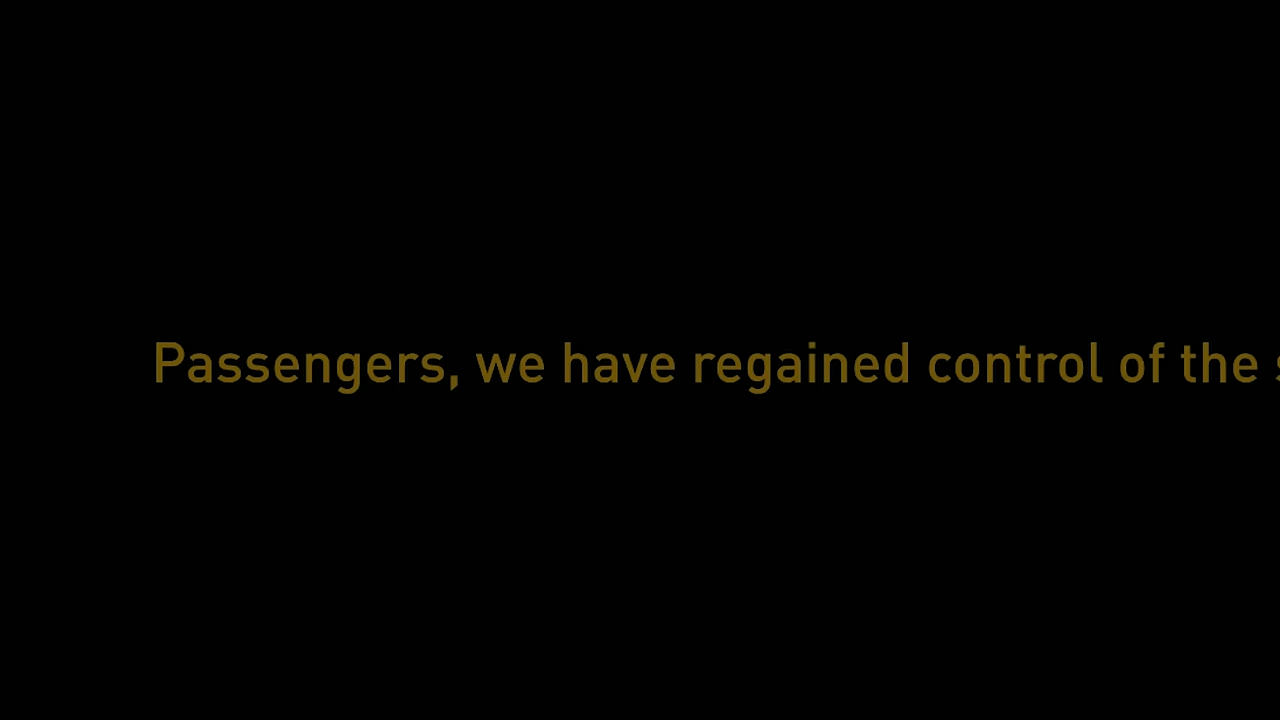 Passengers, we have regained control of the